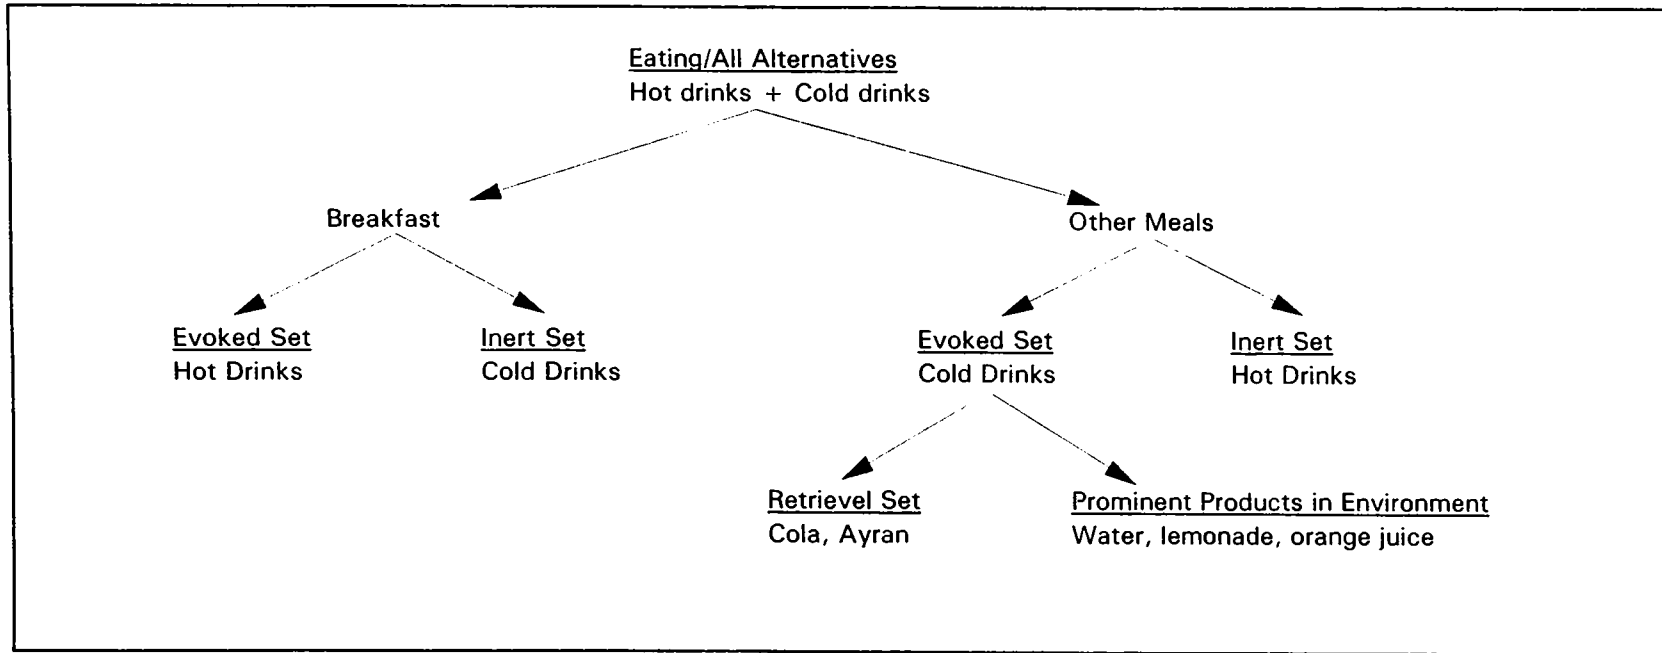 Eating/All Alternatives
Hot drinks + Cold drinks
Breakfast
Other Meals
Evoked Set
Hot Drinks
Inert Set
Cold Drinks
Evoked Set
Cold Drinks
Inert Set
Hot Drinks
Retrievel Set
Cola, Ayran
Prominent Products in Environment
Water, lemonade, orange juice